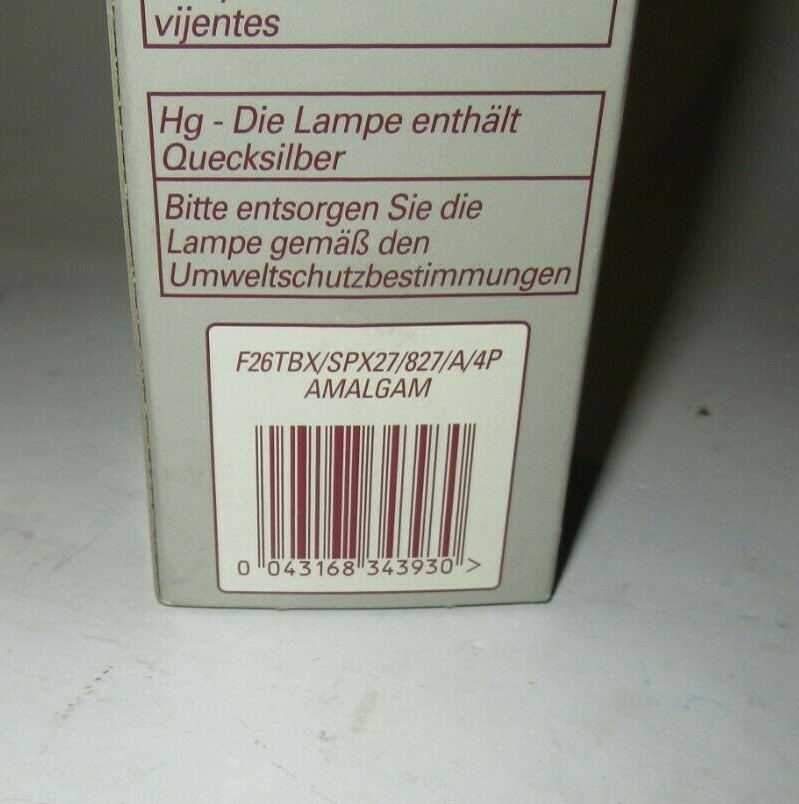 vijentes
Hg - Die Lampe enthält
Quecksilber
Bitte entsorgen Sie die
Lampe gemäß den
Umweltschutzbestimmungen
F26TBX/SPX27/827/A/4P
AMALGAM
0 043168 343930 >